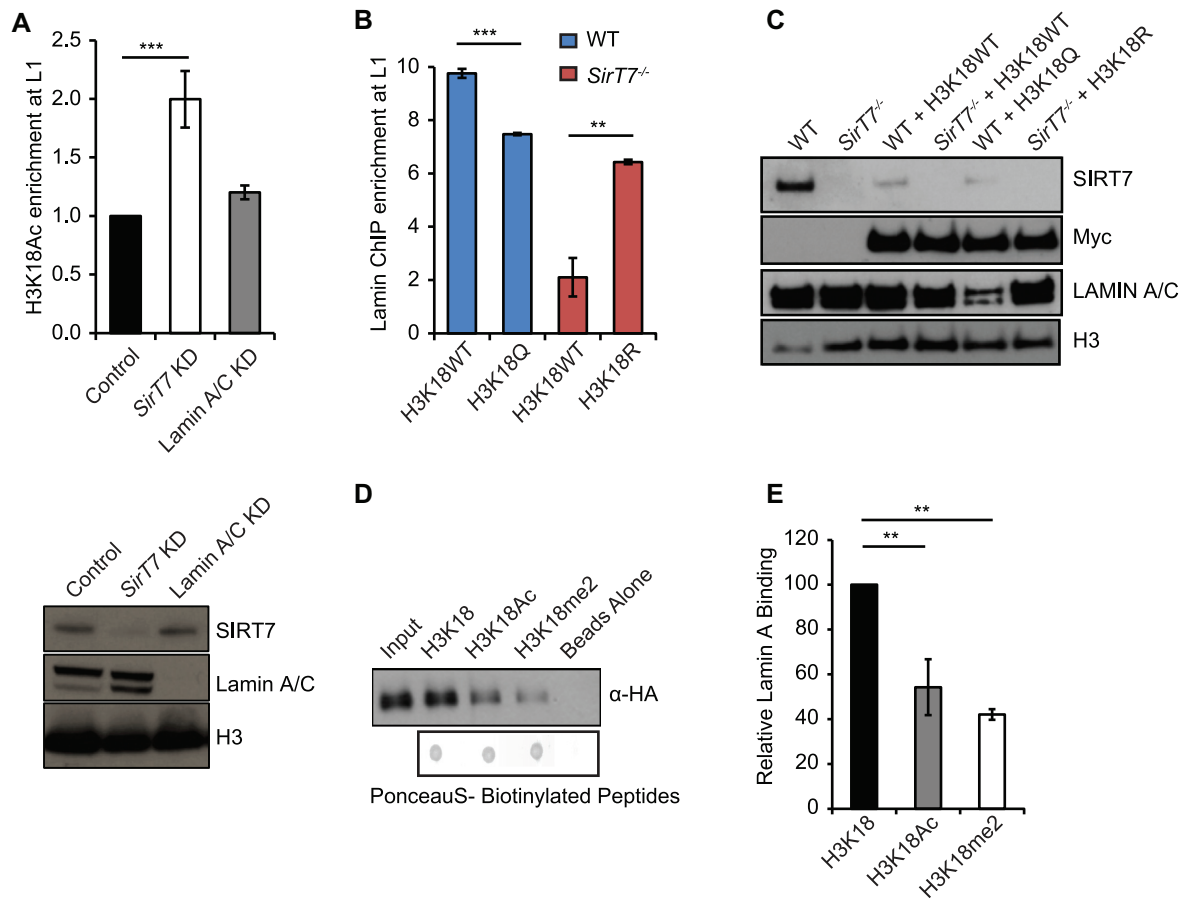 A
H3K18Ac enrichment at L1
2.5
2.0
1.5
1.0
0.5
0.0
***
Control
SirT7 KD
Lamin A/C KD
Control
SirT7 KD
Lamin A/C KD
SIRT7
Lamin A/C
H3
B
Lamin ChIP enrichment at L1
10
8
6
4
2
0
***
**
WT
SirT7-/-
H3K18WT
H3K18Q
H3K18WT
H3K18R
C
WT
SirT7-/-
WT + H3K18WT
SirT7-/- + H3K18WT
WT + H3K18Q
SirT7-/- + H3K18R
SIRT7
Myc
LAMIN A/C
H3
D
Input
H3K18
H3K18Ac
H3K18me2
Beads Alone
α-HA
PonceauS- Biotinylated Peptides
E
Relative Lamin A Binding
120
100
80
60
40
20
0
**
**
H3K18
H3K18Ac
H3K18me2